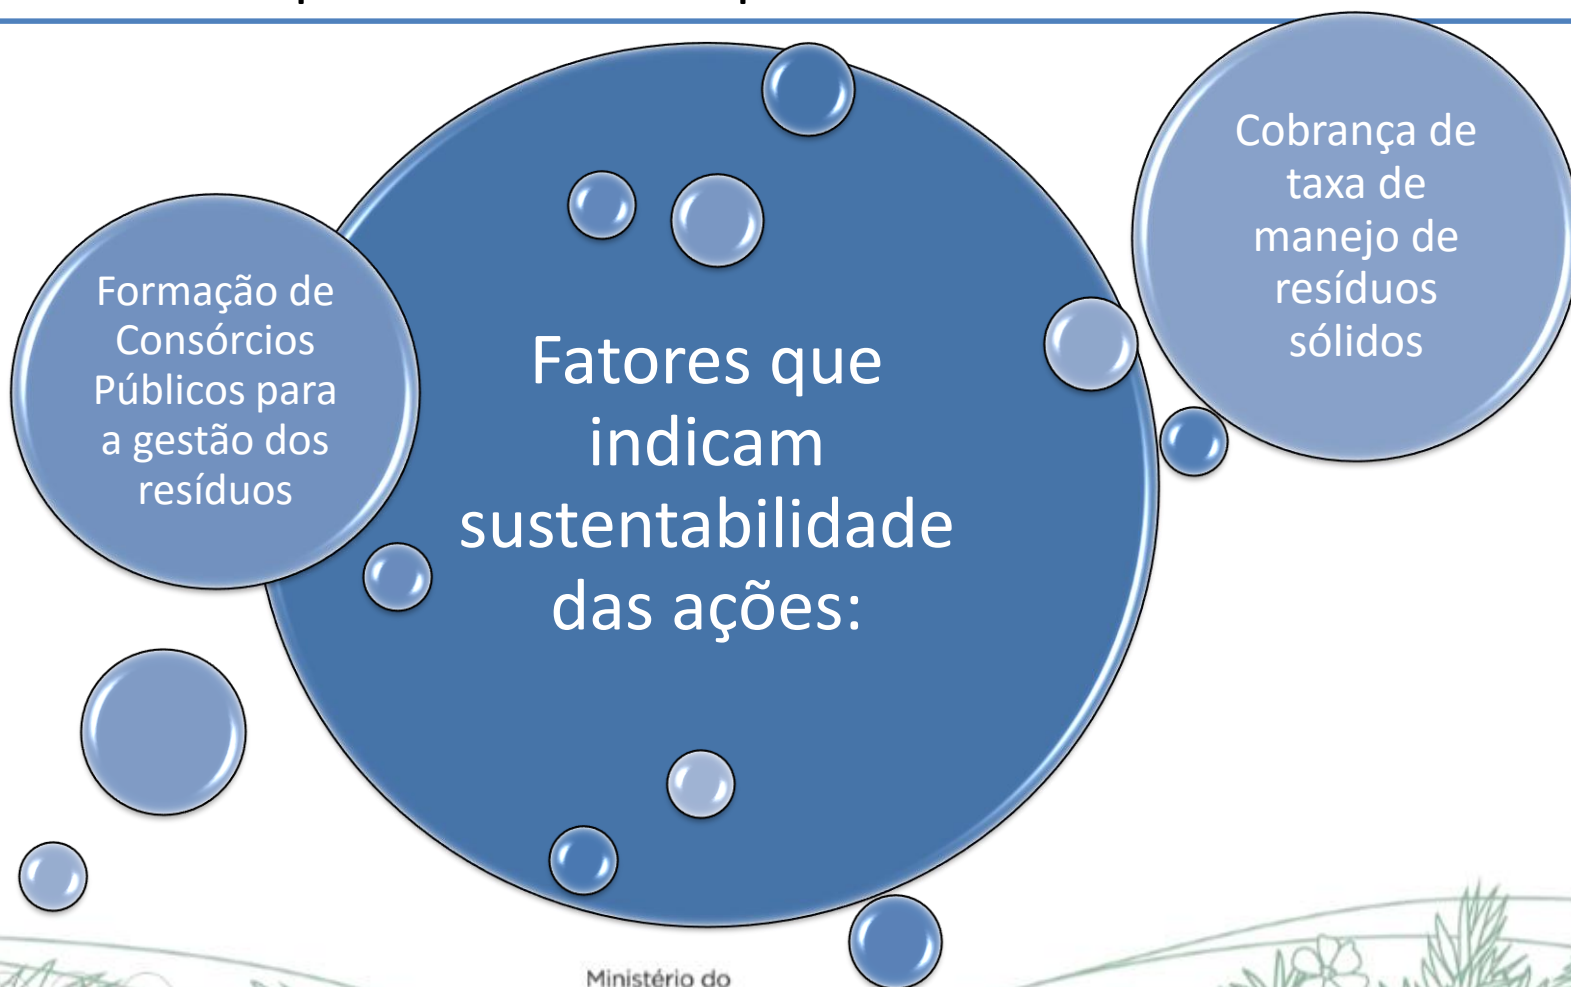 Formação de
Consórcios
Públicos para
a gestão dos
resíduos
Fatores que
indicam
sustentabilidade
das ações:
Cobrança de
taxa de
manejo de
resíduos
sólidos
Ministério do